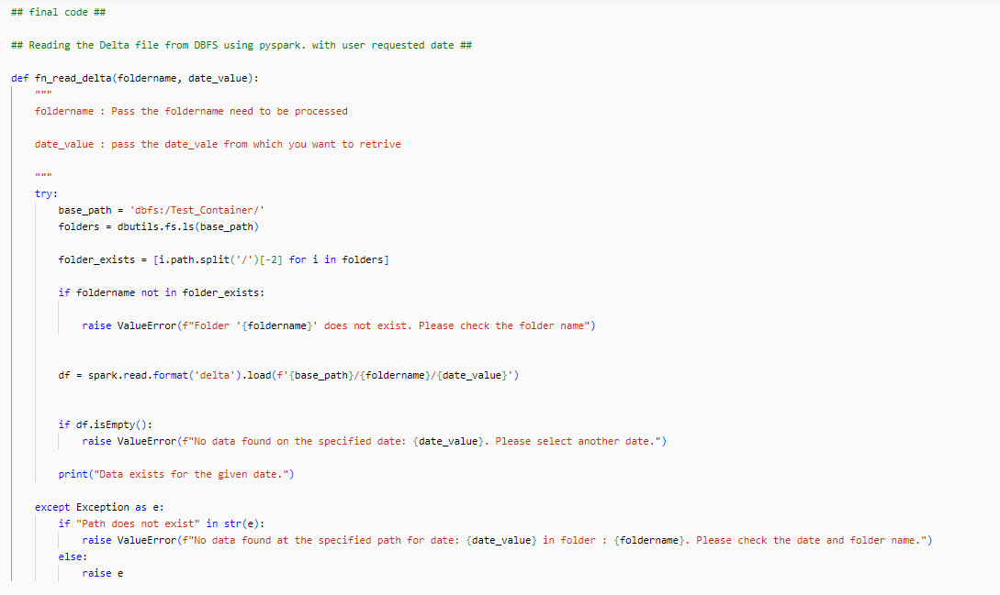 ## final code ##
## Reading the Delta file from DBFS using pyspark. with user requested date ##
def fn_read_delta(foldername, date_value):
    """
    foldername : Pass the foldername need to be processed
    date_value : pass the date_vale from which you want to retrive
    """
    try:
        base_path = 'dbfs:/Test_Container/'
        folders = dbutils.fs.ls(base_path)
        folder_exists = [i.path.split('/')[-2] for i in folders]
        if foldername not in folder_exists:
            raise ValueError(f"Folder '{foldername}' does not exist. Please check the folder name")
        df = spark.read.format('delta').load(f'{base_path}/{foldername}/{date_value}')
        if df.isEmpty():
            raise ValueError(f"No data found on the specified date: {date_value}. Please select another date.")
        print("Data exists for the given date.")
    except Exception as e:
        if "Path does not exist" in str(e):
            raise ValueError(f"No data found at the specified path for date: {date_value} in folder : {foldername}. Please check the date and folder name.")
        else:
            raise e